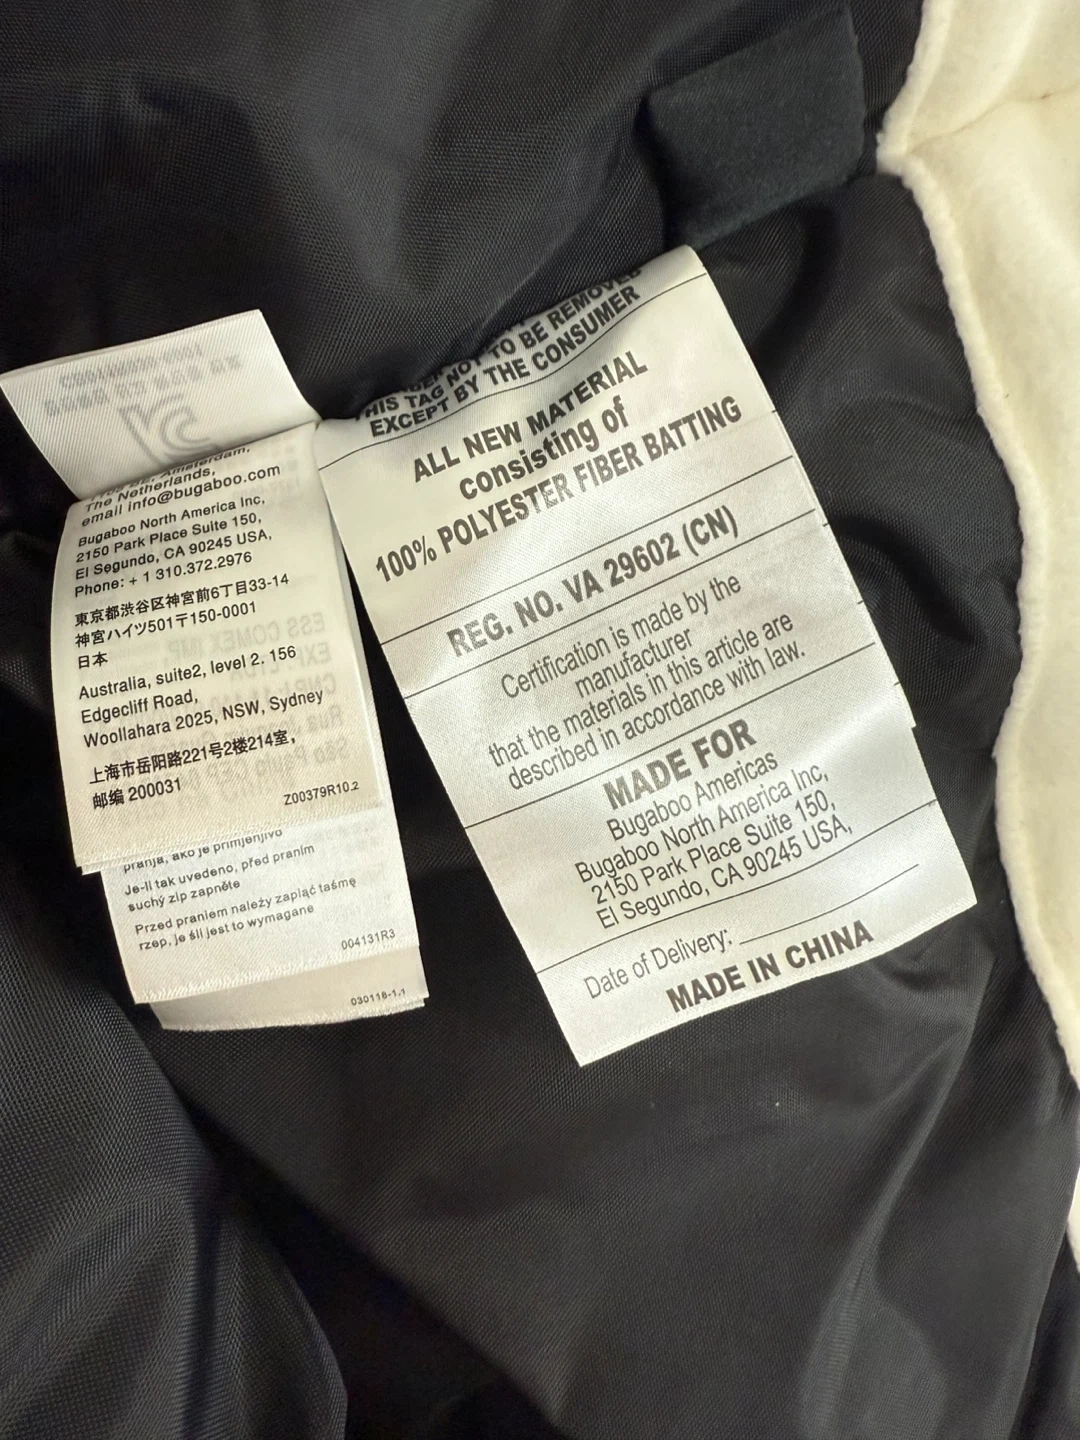 The Netherlands,
email info@bugaboo.com
Bugaboo North America Inc,
2150 Park Place Suite 150,
El Segundo, CA 90245 USA,
Phone: + 1 310.372.2976
東京都渋谷区神宮前6丁目33-14
神宮ハイツ501〒150-0001
日本
Australia, suite2, level 2. 156
Edgecliff Road,
Woollahara 2025, NSW, Sydney
上海市岳阳路221号2楼214室,
邮编 200031
Z00379R10.2
pranja, ako je primjenjivo
Je-li tak uvedeno, před praním
suchý zip zapněte
Przed praniem należy zapiąć taśmę
rzep, je śli jest to wymagane
004131R3
030118-1.1
THIS TAG NOT TO BE REMOVED
EXCEPT BY THE CONSUMER
ALL NEW MATERIAL
consisting of
100% POLYESTER FIBER BATTING
REG. NO. VA 29602 (CN)
Certification is made by the
manufacturer
that the materials in this article are
described in accordance with law.
MADE FOR
Bugaboo Americas
Bugaboo North America Inc,
2150 Park Place Suite 150,
El Segundo, CA 90245 USA,
Date of Delivery:
MADE IN CHINA